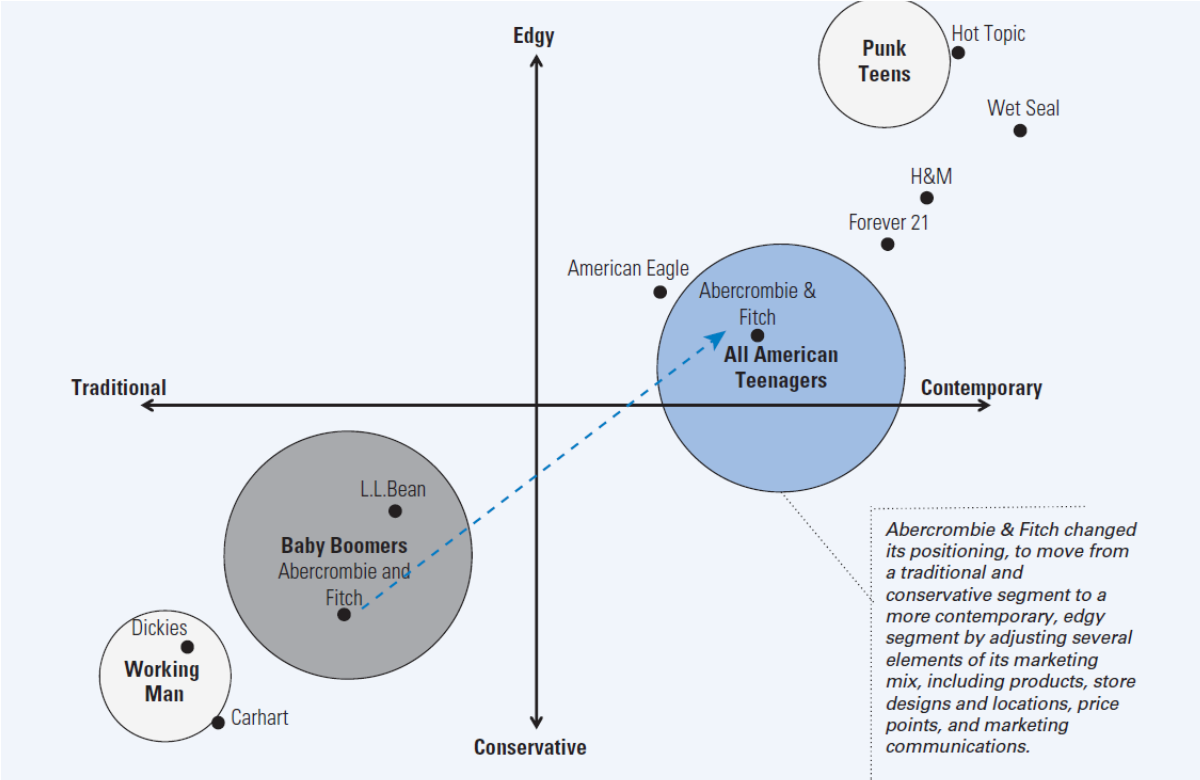 Edgy
Punk
Teens
Hot Topic
Wet Seal
H&M
Forever 21
American Eagle
Abercrombie &
Fitch
All American
Teenagers
Traditional
Contemporary
L.L.Bean
Baby Boomers
Abercrombie and
Fitch
Dickies
Working
Man
Carhart
Conservative
Abercrombie & Fitch changed
its positioning, to move from
a traditional and
conservative segment to a
more contemporary, edgy
segment by adjusting several
elements of its marketing
mix, including products, store
designs and locations, price
points, and marketing
communications.